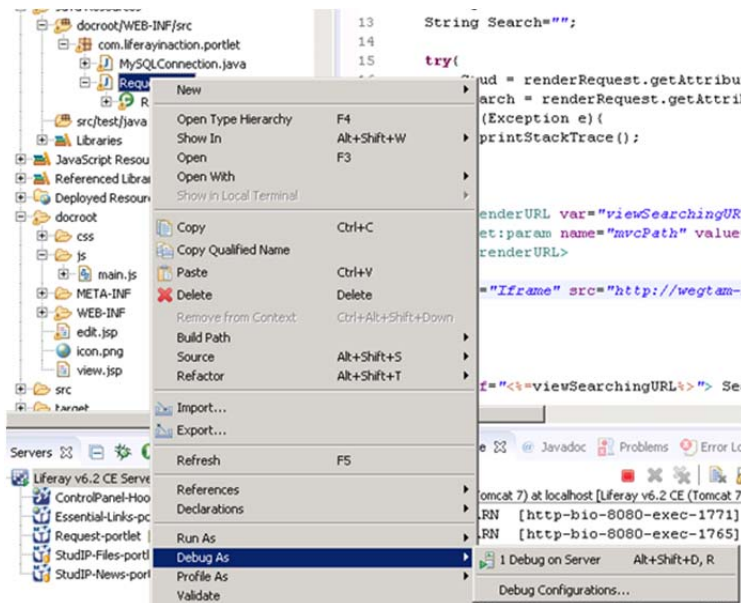 docroot/WEB-INF/src
com.liferayinaction.portlet
MySQLConnection.java
src/test/java
Libraries
JavaScript
Referenced
Deployed
docroot
css
js
main.js
META-INF
WEB-INF
edit.jsp
icon.png
view.jsp
src
target
13 String Search="";
14
15 try{
= renderRequest.getAttribu
= renderRequest.getAttri
(Exception e){
printStackTrace();
enderURL var="viewSearchingUR
et:param name="mvcPath" value
renderURL>
="Iframe" src="http://wegtam-
f="<%=viewSearchingURL%>"> Se
New
Open Type Hierarchy F4
Show In Alt+Shift+W
Open F3
Open With
Show in Local Terminal
Copy Ctrl+C
Copy Qualified Name
Paste Ctrl+V
Delete Delete
Remove from Context Ctrl+Alt+Shift+Down
Build Path
Source Alt+Shift+S
Refactor Alt+Shift+T
Import...
Export...
Refresh F5
References
Declarations
Run As
Debug As
Profile As
Validate
1 Debug on Server Alt+Shift+D, R
Debug Configurations...
Servers
Liferay v6.2 CE Serve
ControlPanel-Hoo
Essential-Links-po
Request-portlet
StudIP-Files-portl
StudIP-News-port
e Javadoc Problems Error Lo
omcat 7) at localhost [Liferay v6.2 CE (Tomcat 7
RN [http-bio-8080-exec-1771]
RN [http-bio-8080-exec-1765]